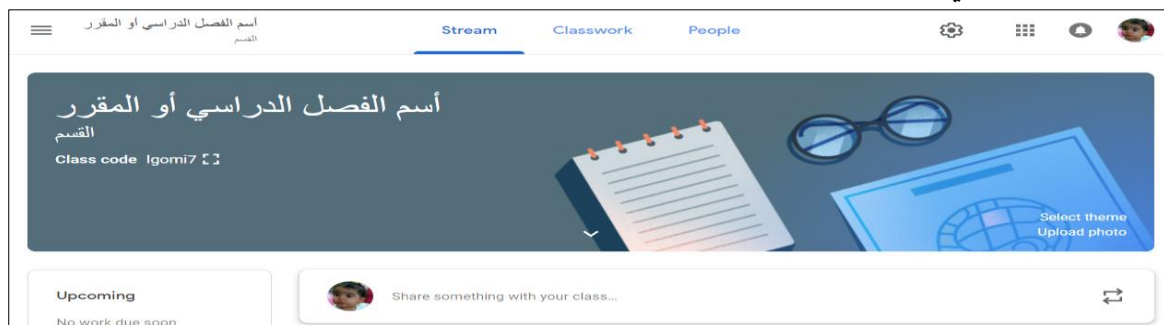 أسم الفصل الدراسي أو المقرر
القسم
Stream Classwork People
أسم الفصل الدراسي أو المقرر
القسم
Class code lgomi7
Select theme
Upload photo
Upcoming
No work due soon
Share something with your class...